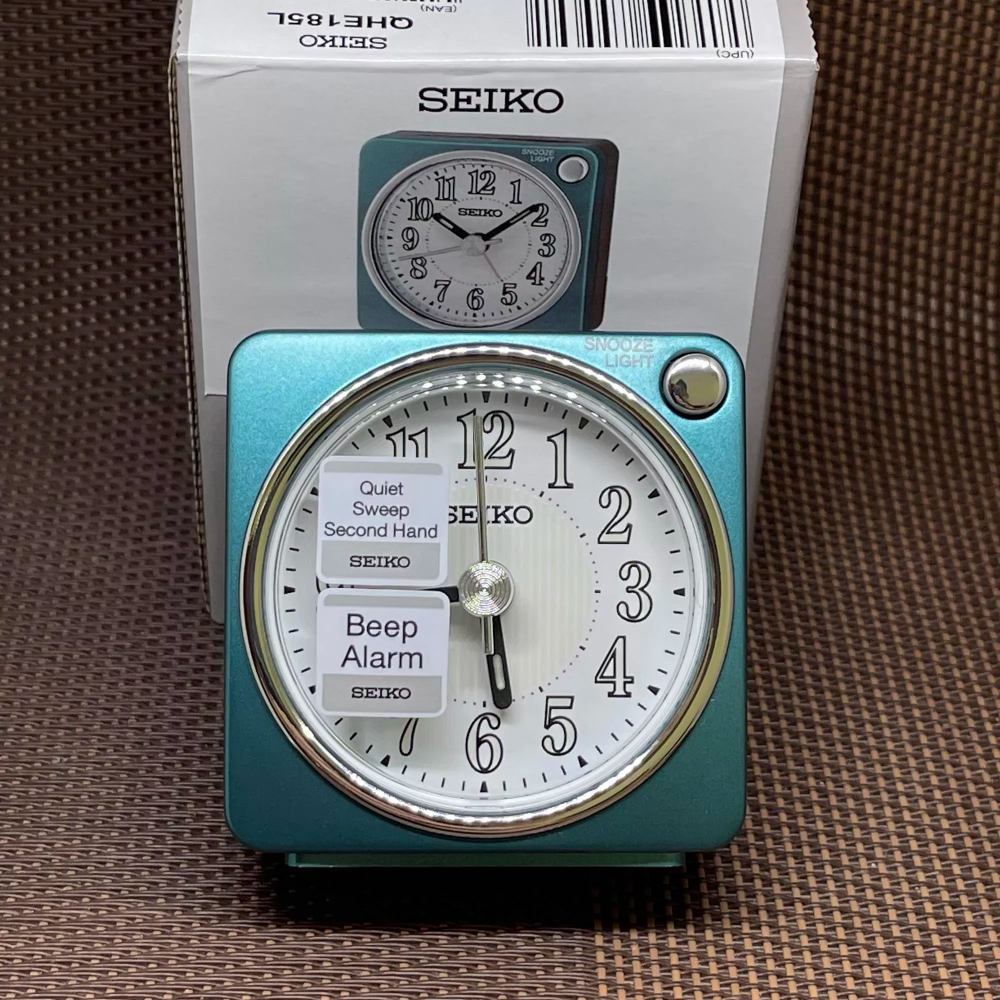 (UPC)
(EAN)
QHE185L
SEIKO
SEIKO
SNOOZE
LIGHT
11 12 1
10 2
SEIKO
9 3
8 4
7 6 5
SNOOZE
LIGHT
11 12 1
2
SEIKO
3
4
7 6 5
Quiet
Sweep
Second Hand
SEIKO
Beep
Alarm
SEIKO